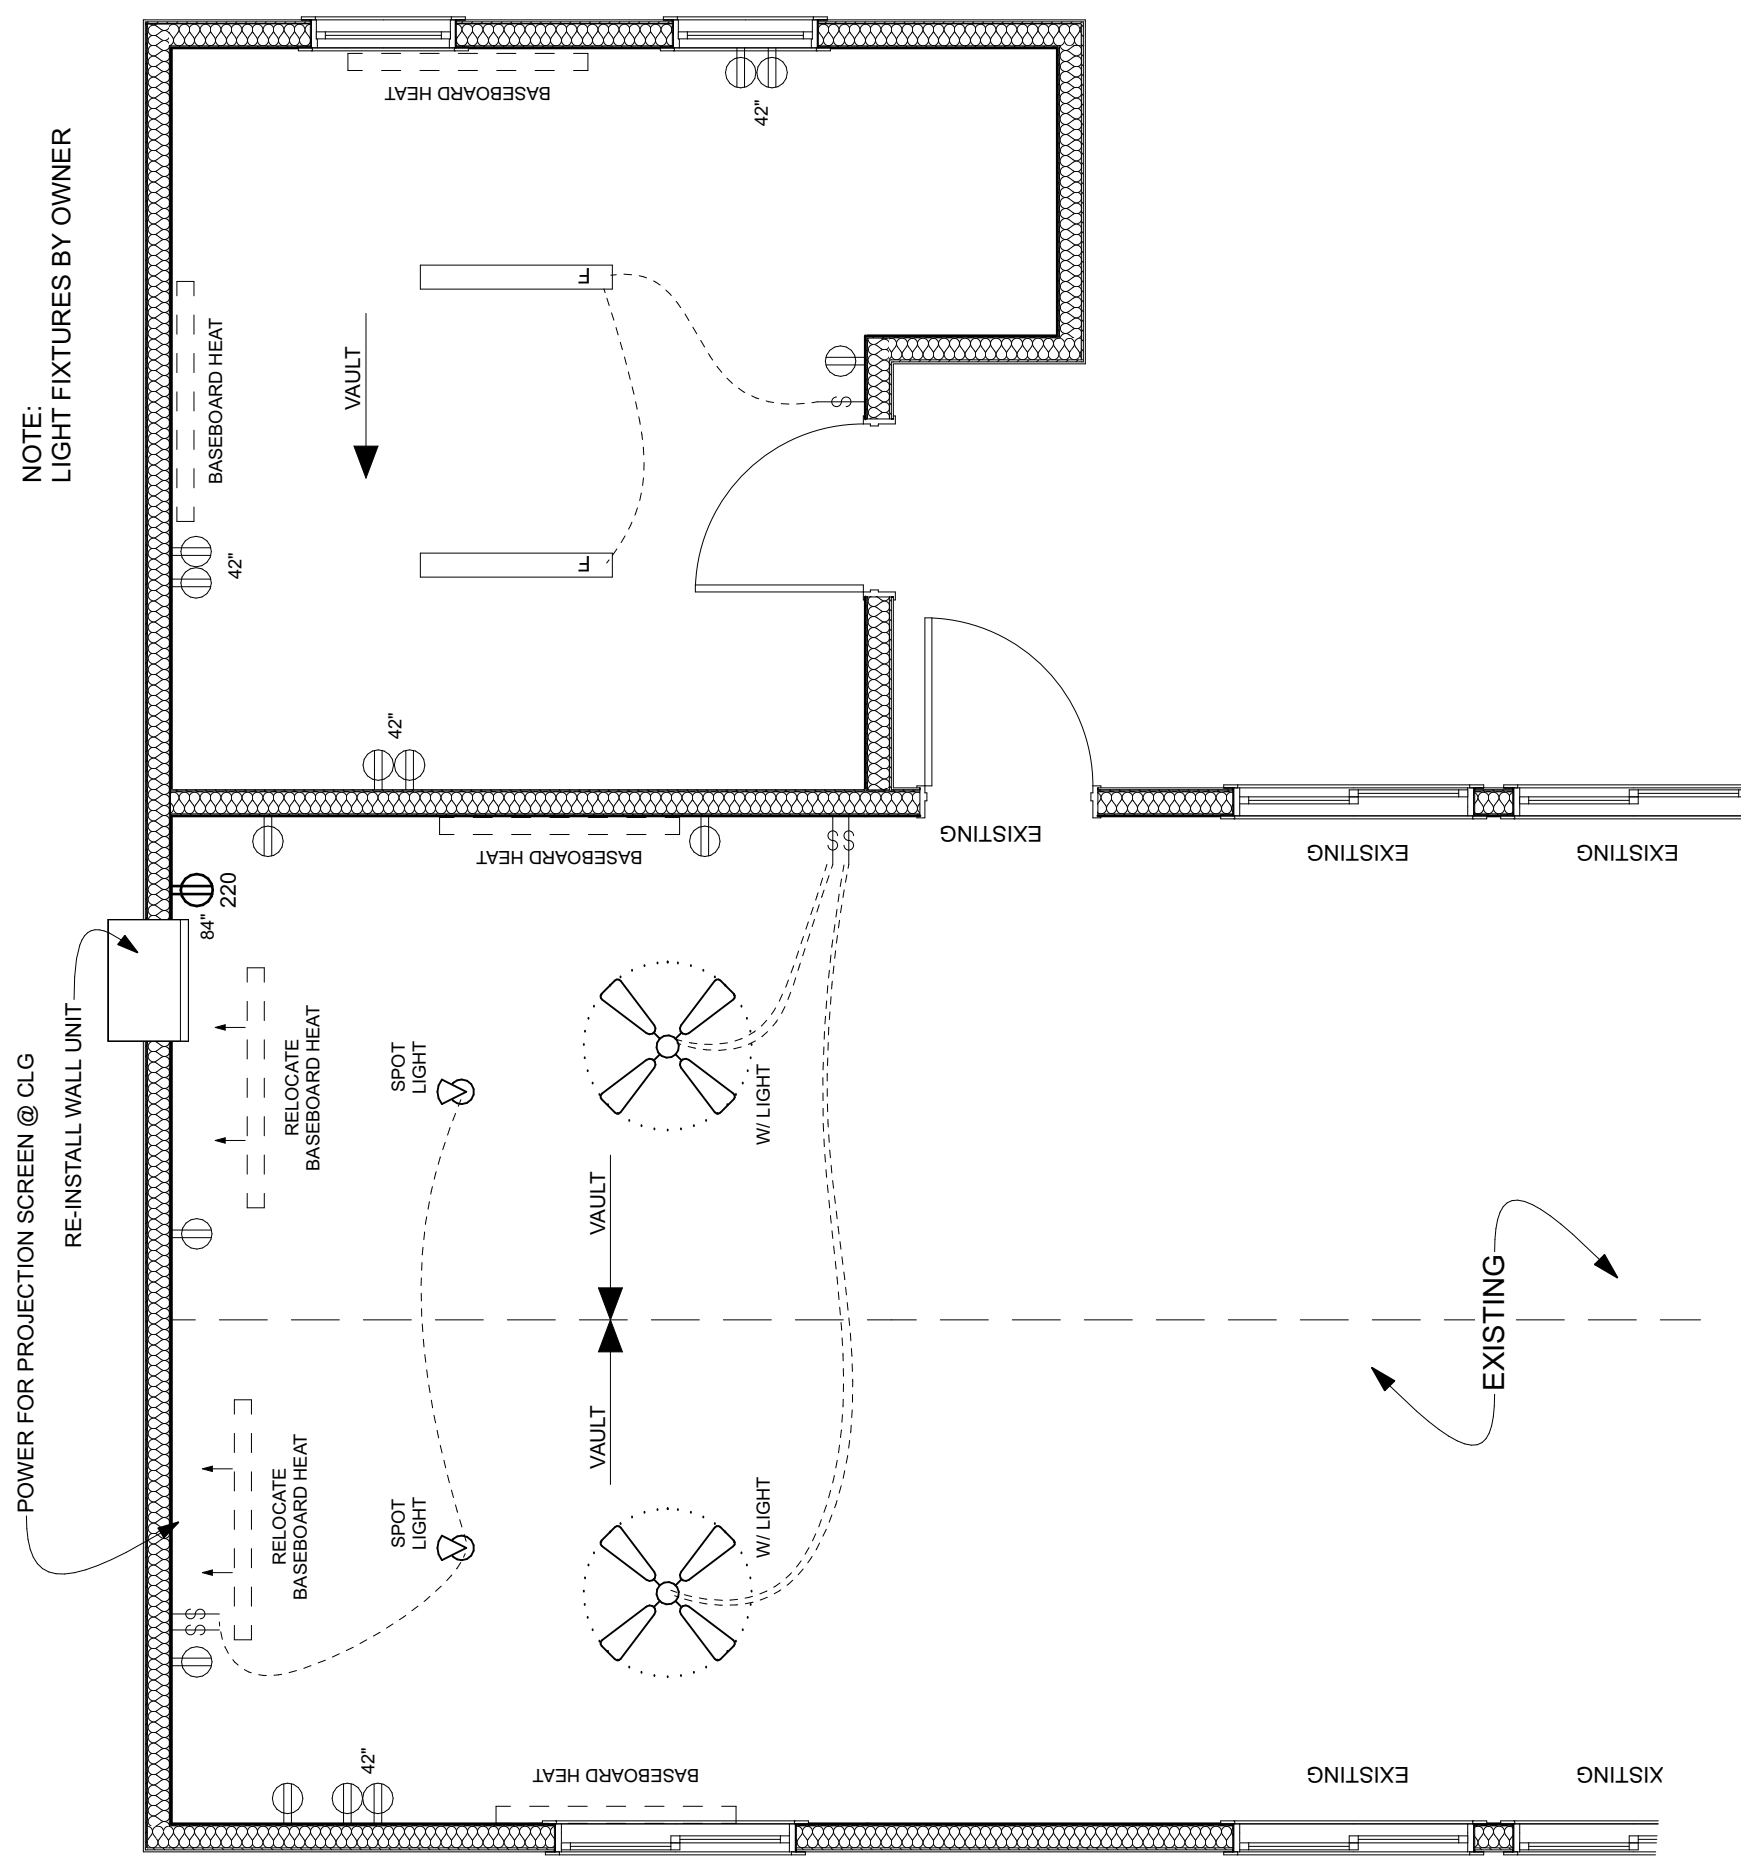 NOTE:
LIGHT FIXTURES BY OWNER
BASEBOARD HEAT
42"
BASEBOARD HEAT
VAULT
F
F
S
42"
42"
POWER FOR PROJECTION SCREEN @ CLG
RE-INSTALL WALL UNIT
220
84"
BASEBOARD HEAT
S
S
EXISTING
EXISTING
EXISTING
RELOCATE
BASEBOARD HEAT
SPOT
LIGHT
W/ LIGHT
VAULT
VAULT
EXISTING
RELOCATE
BASEBOARD HEAT
SPOT
LIGHT
W/ LIGHT
S
S
42"
BASEBOARD HEAT
EXISTING
XISTING